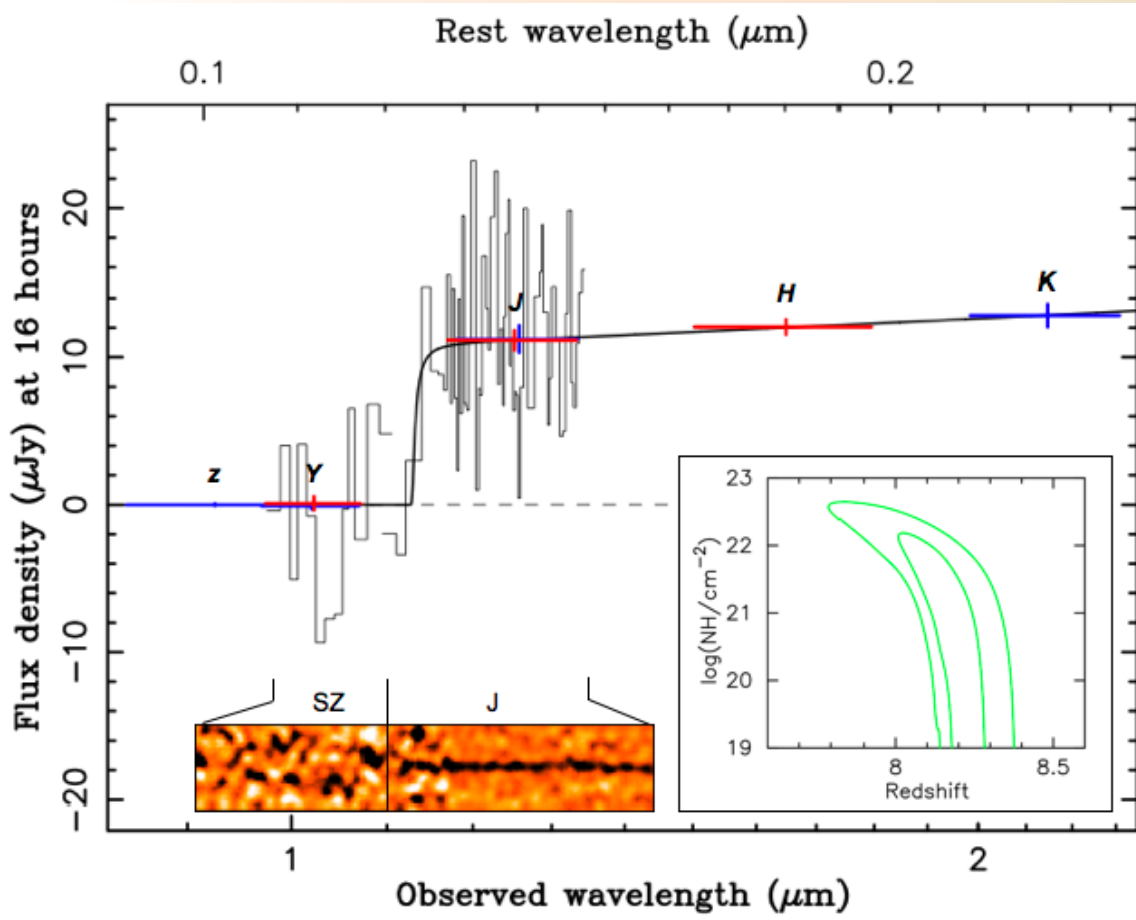 Rest wavelength (μm)
0.1 0.2
Flux density (μJy) at 16 hours
20
10
0
−10
−20
z Y J H K
SZ J
log(NH/cm⁻²)
23
22
21
20
19
8 8.5
Redshift
1 2
Observed wavelength (μm)